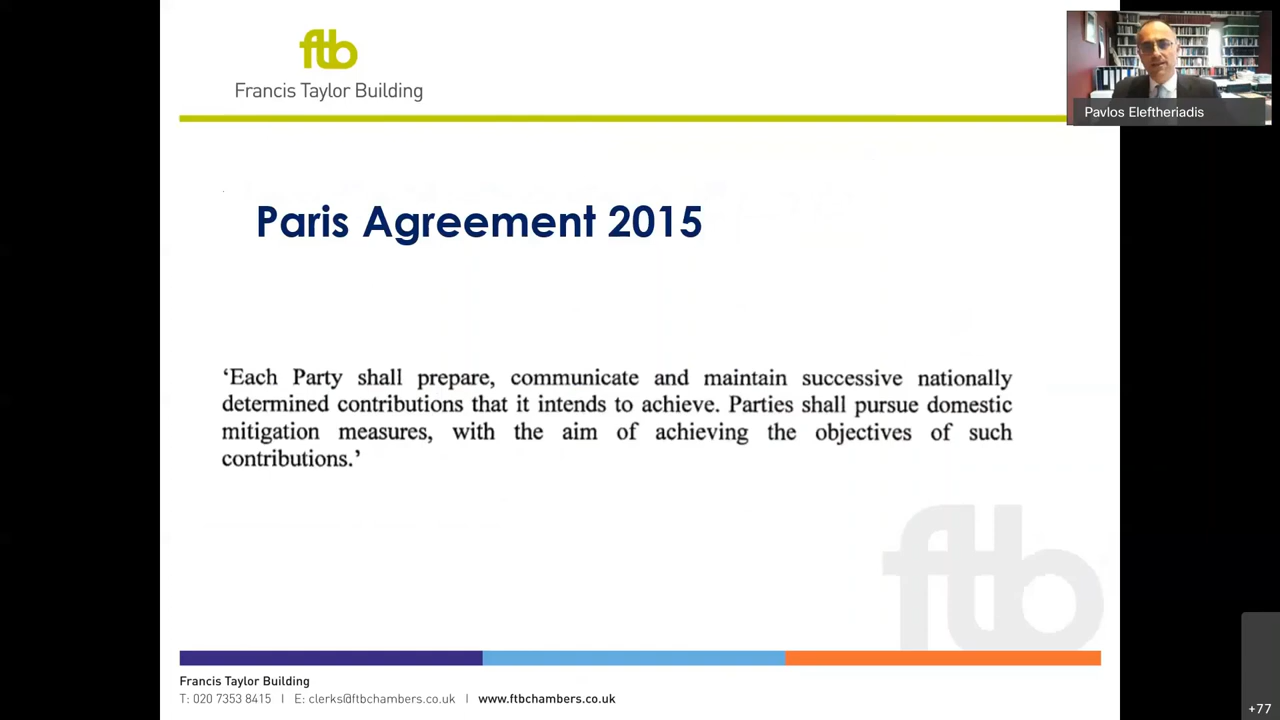 ftb
Francis Taylor Building
Pavlos Eleftheriadis
Paris Agreement 2015
‘Each Party shall prepare, communicate and maintain successive nationally
determined contributions that it intends to achieve. Parties shall pursue domestic
mitigation measures, with the aim of achieving the objectives of such
contributions.’
ftb
Francis Taylor Building
T: 020 7353 8415 I E: clerks@ftbchambers.co.uk I www.ftbchambers.co.uk
+77